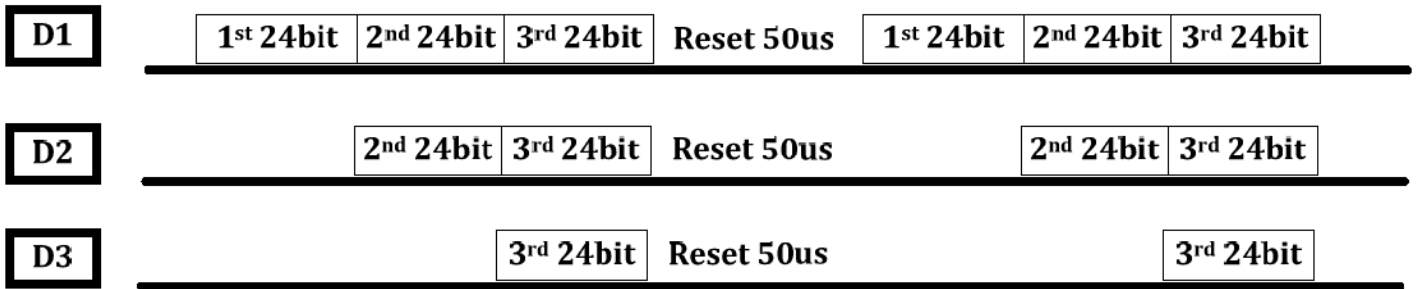 D1 1st 24bit 2nd 24bit 3rd 24bit Reset 50us 1st 24bit 2nd 24bit 3rd 24bit
D2 2nd 24bit 3rd 24bit Reset 50us 2nd 24bit 3rd 24bit
D3 3rd 24bit Reset 50us 3rd 24bit